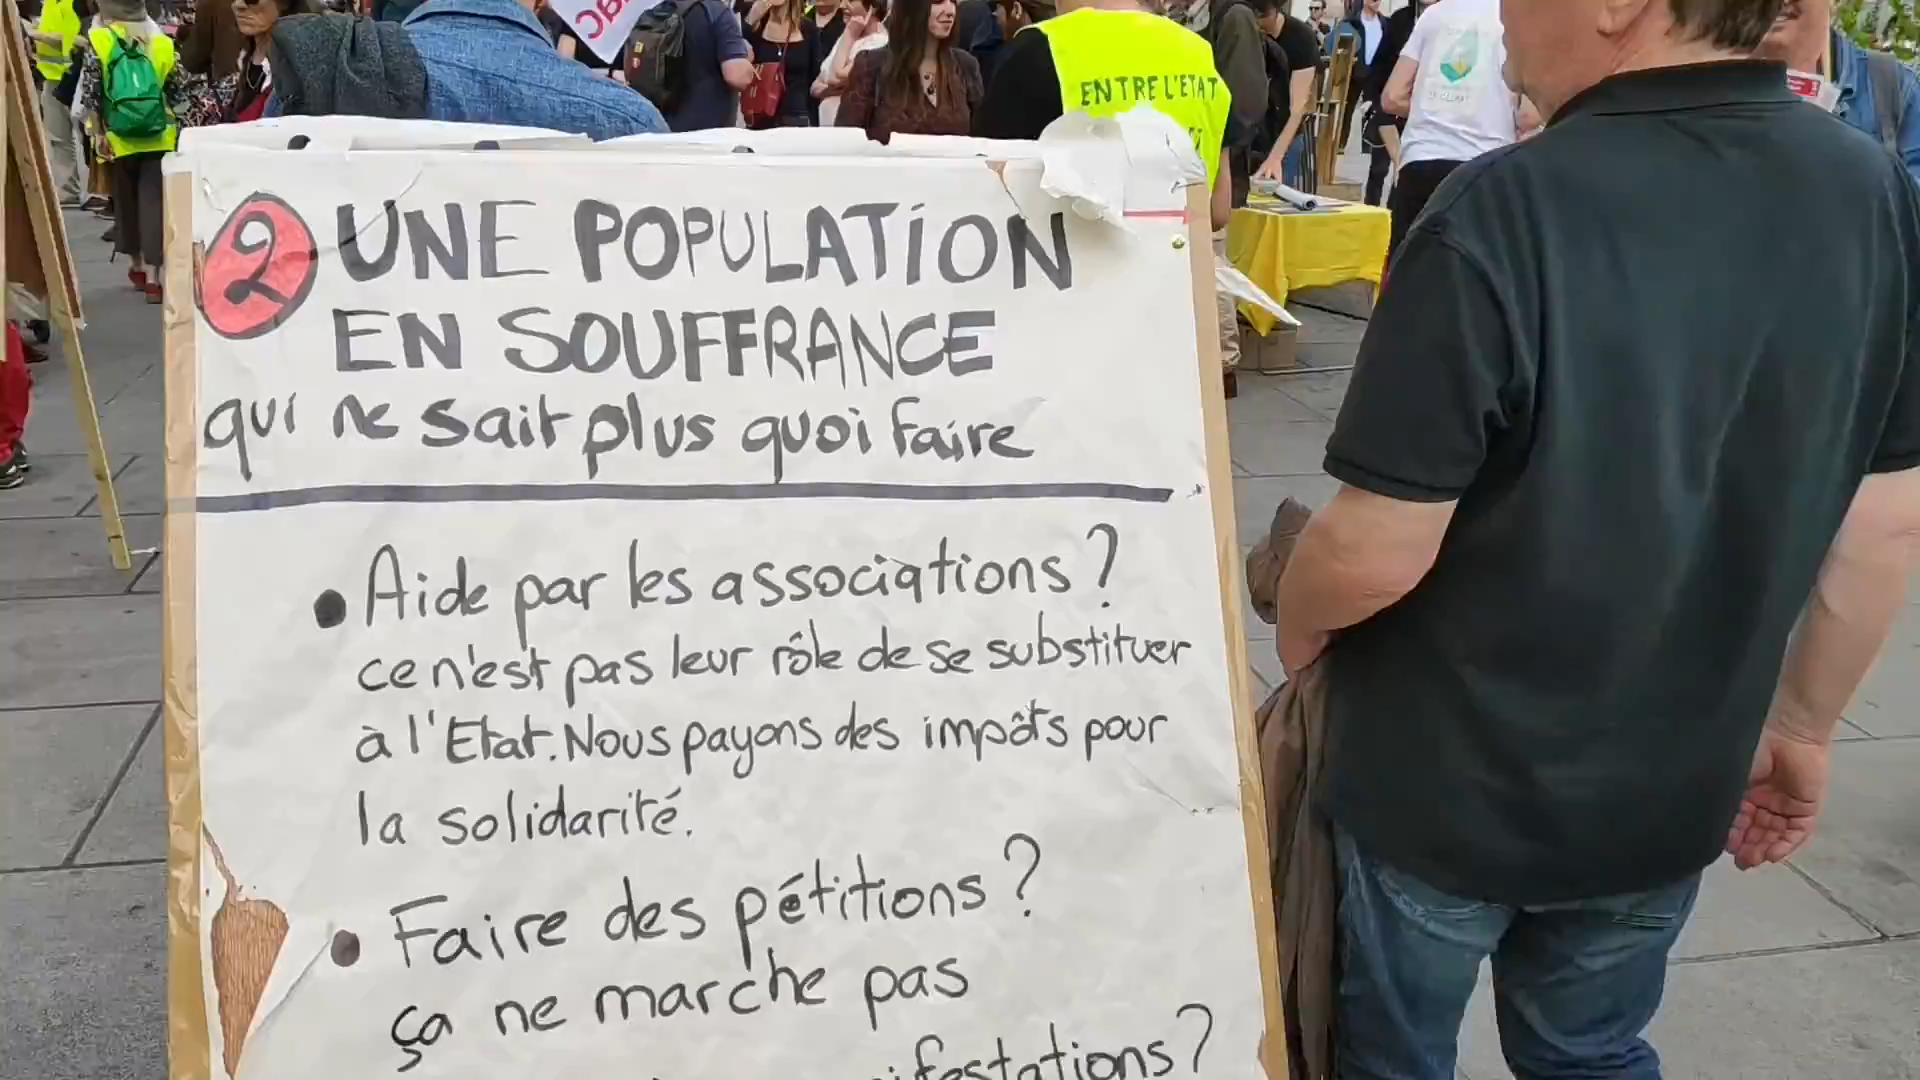 ENTRE L'ETAT
2 UNE POPULATION
EN SOUFFRANCE
qui ne sait plus quoi faire
• Aide par les associations ?
ce n'est pas leur rôle de se substituer
à l'Etat. Nous payons des impôts pour
la solidarité.
• Faire des pétitions ?
ça ne marche pas